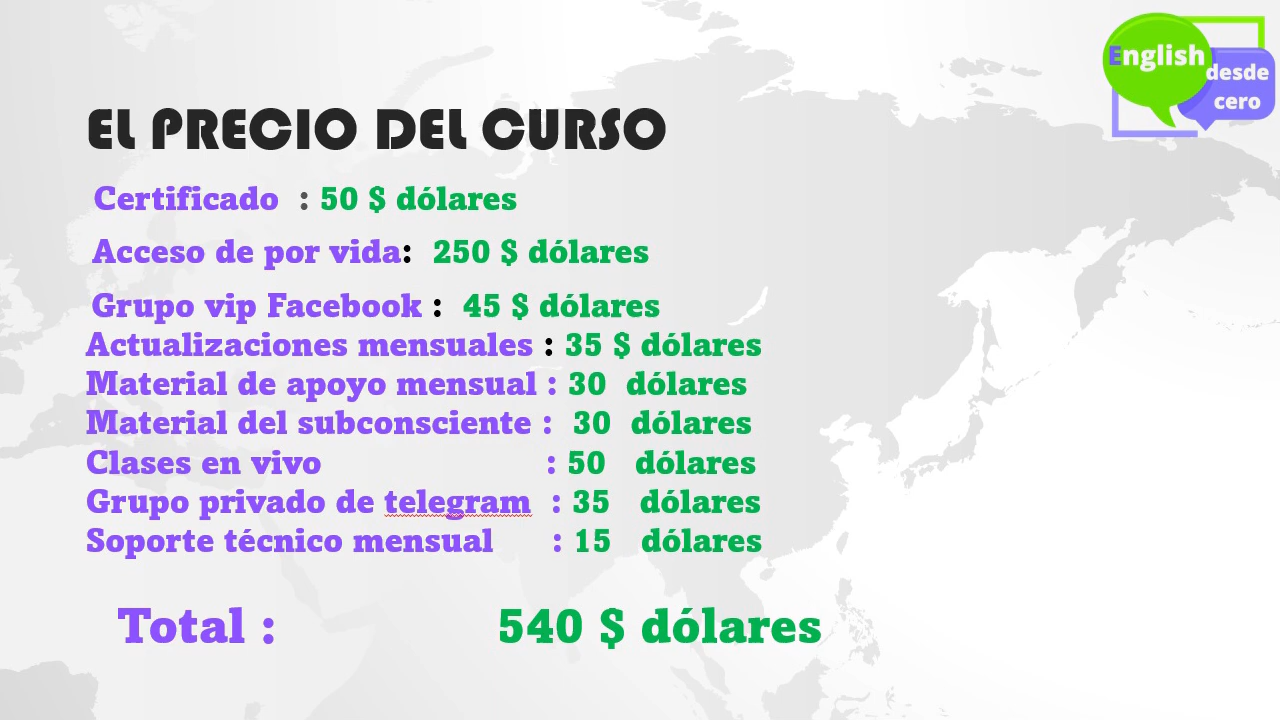 English
desde
cero
EL PRECIO DEL CURSO
Certificado : 50 $ dólares
Acceso de por vida: 250 $ dólares
Grupo vip Facebook : 45 $ dólares
Actualizaciones mensuales : 35 $ dólares
Material de apoyo mensual : 30 dólares
Material del subconsciente : 30 dólares
Clases en vivo : 50 dólares
Grupo privado de telegram : 35 dólares
Soporte técnico mensual : 15 dólares
Total : 540 $ dólares